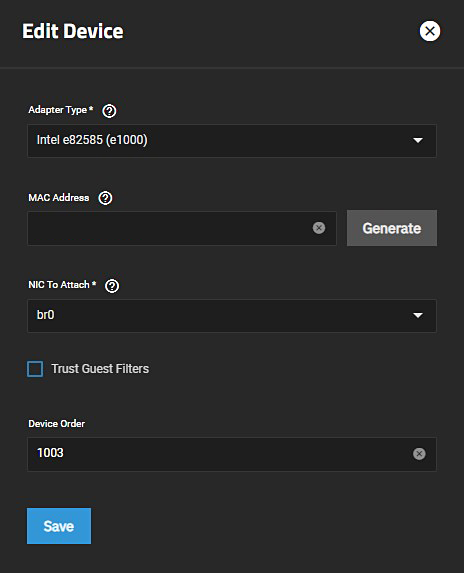 Edit Device
Adapter Type *
Intel e82585 (e1000)
MAC Address
Generate
NIC To Attach *
br0
Trust Guest Filters
Device Order
1003
Save